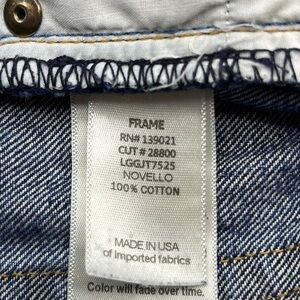 FRAME
RN# 139021
CUT # 28800
LGGJT7525
NOVELLO
100% COTTON
MADE IN USA
of imported fabrics
Color will fade over time.